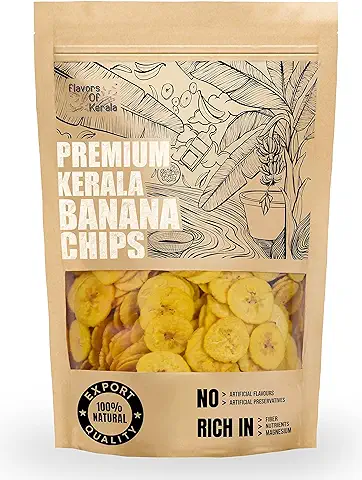 Flavors
Of
Kerala
PREMIUM
KERALA
BANANA
CHIPS
EXPORT
100%
NATURAL
QUALITY
NO > ARTIFICIAL FLAVOURS
> ARTIFICIAL PRESERVATIVES
RICH IN > FIBER
> NUTRIENTS
> MAGNESIUM